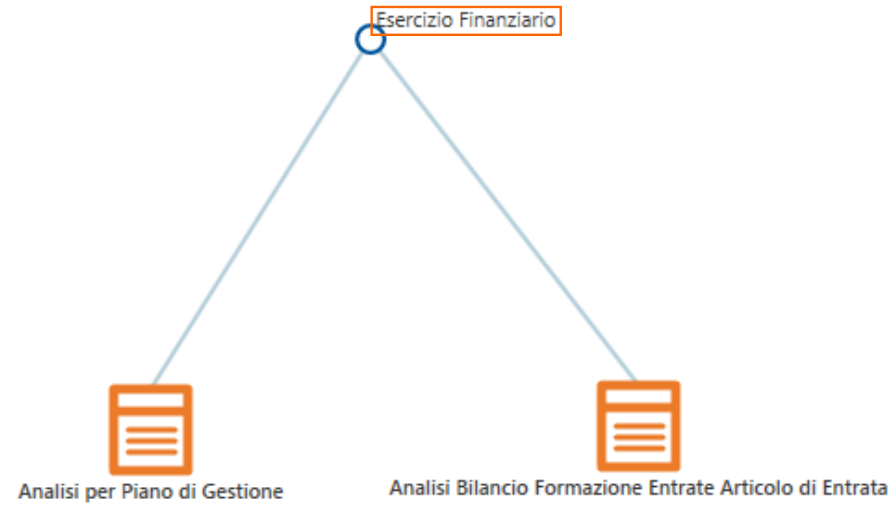 Esercizio Finanziario
Analisi per Piano di Gestione
Analisi Bilancio Formazione Entrate Articolo di Entrata